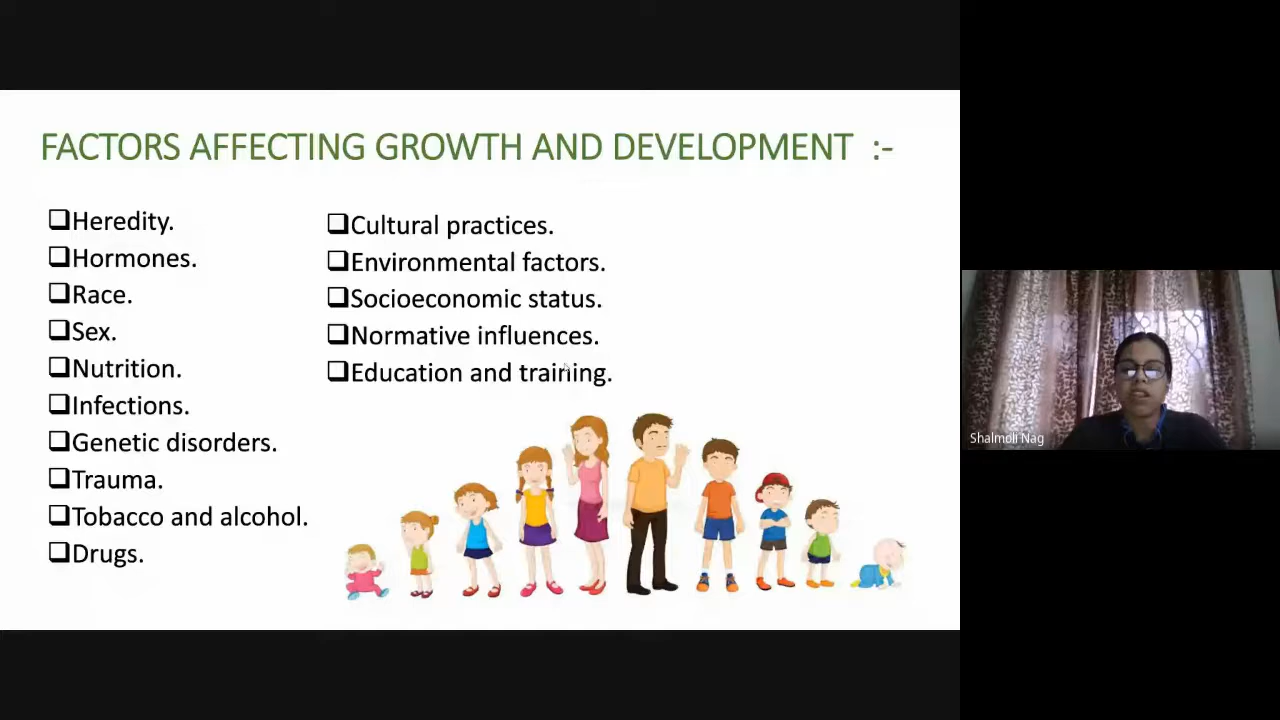 FACTORS AFFECTING GROWTH AND DEVELOPMENT :-
❑Heredity.
❑Hormones.
❑Race.
❑Sex.
❑Nutrition.
❑Infections.
❑Genetic disorders.
❑Trauma.
❑Tobacco and alcohol.
❑Drugs.
❑Cultural practices.
❑Environmental factors.
❑Socioeconomic status.
❑Normative influences.
❑Education and training.
Shalmoli Nag